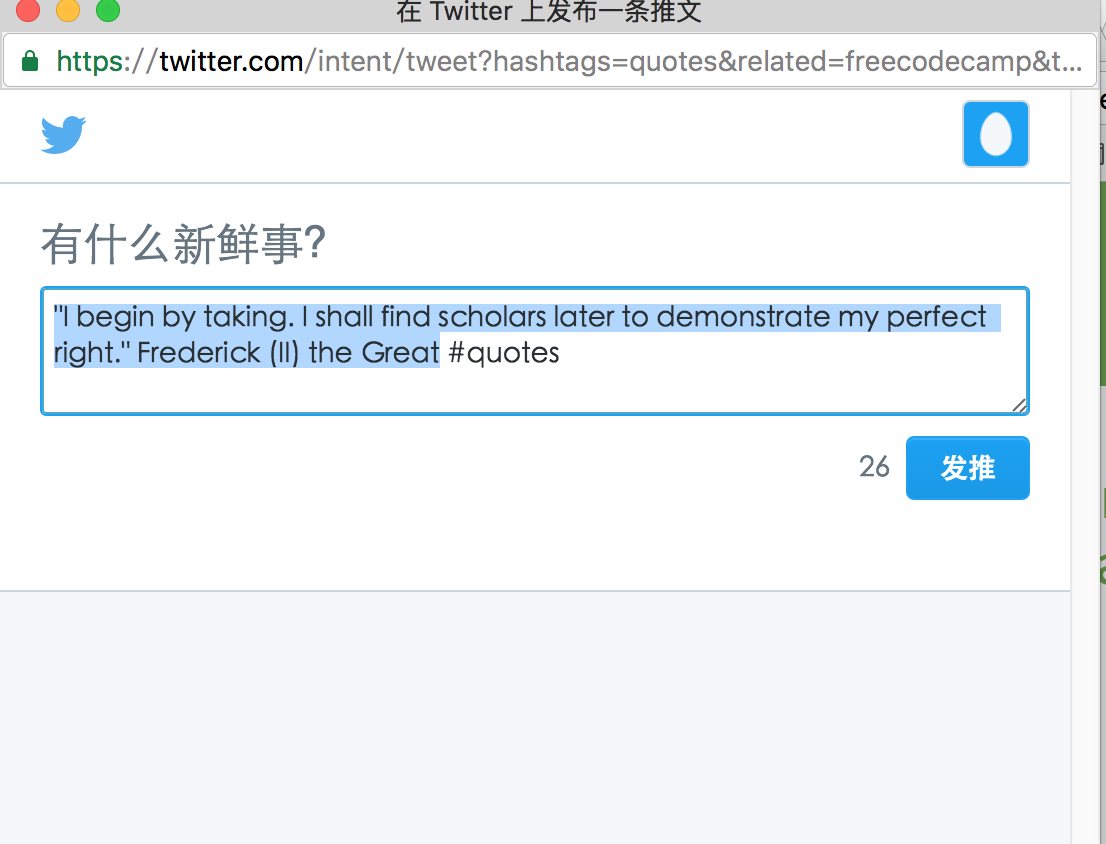 在 Twitter 上发布一条推文
https://twitter.com/intent/tweet?hashtags=quotes&related=freecodecamp&t...
有什么新鲜事?
"I begin by taking. I shall find scholars later to demonstrate my perfect
right." Frederick (II) the Great #quotes
26 发推